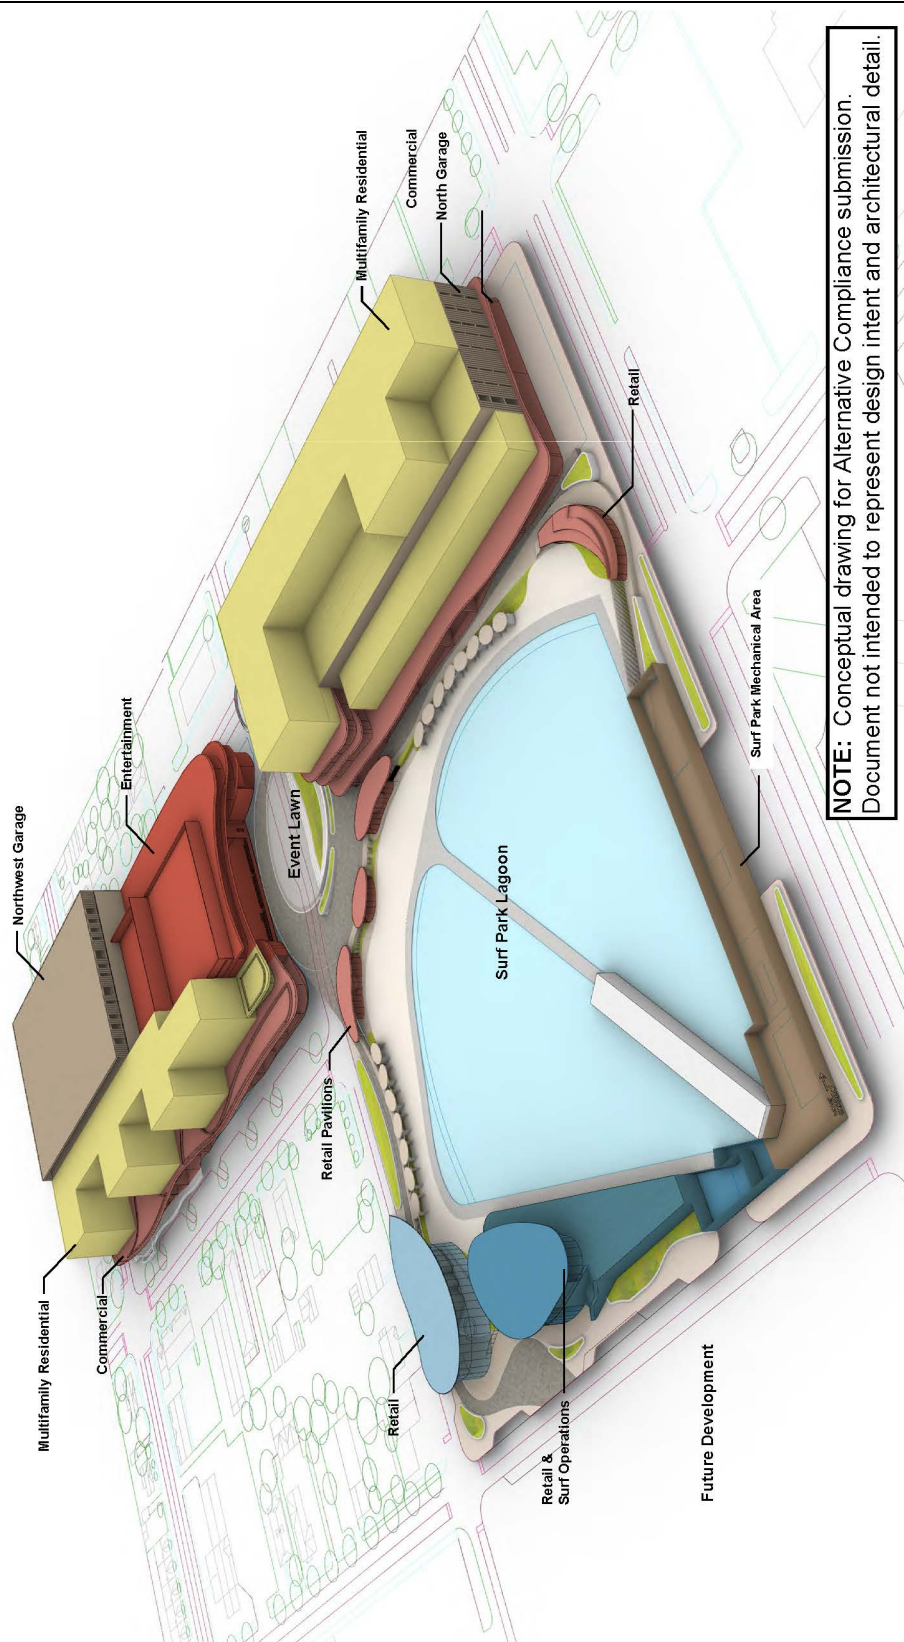 Northwest Garage
Entertainment
Multifamily Residential
Commercial
North Garage
Multifamily Residential
Commercial
Event Lawn
Retail Pavilions
Retail
Retail
Surf Park Lagoon
Retail &
Surf Operations
Surf Park Mechanical Area
Future Development
NOTE: Conceptual drawing for Alternative Compliance submission.
Document not intended to represent design intent and architectural detail.